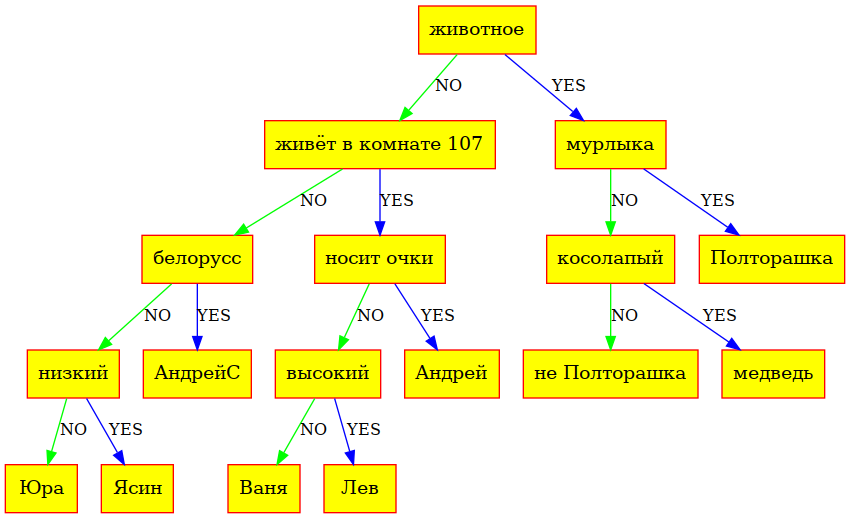 животное
NO
YES
живёт в комнате 107
мурлыка
NO
YES
NO
YES
белорусс
носит очки
косолапый
Полторашка
NO
YES
NO
YES
NO
YES
низкий
АндрейС
высокий
Андрей
не Полторашка
медведь
NO
YES
NO
YES
Юра
Ясин
Ваня
Лев